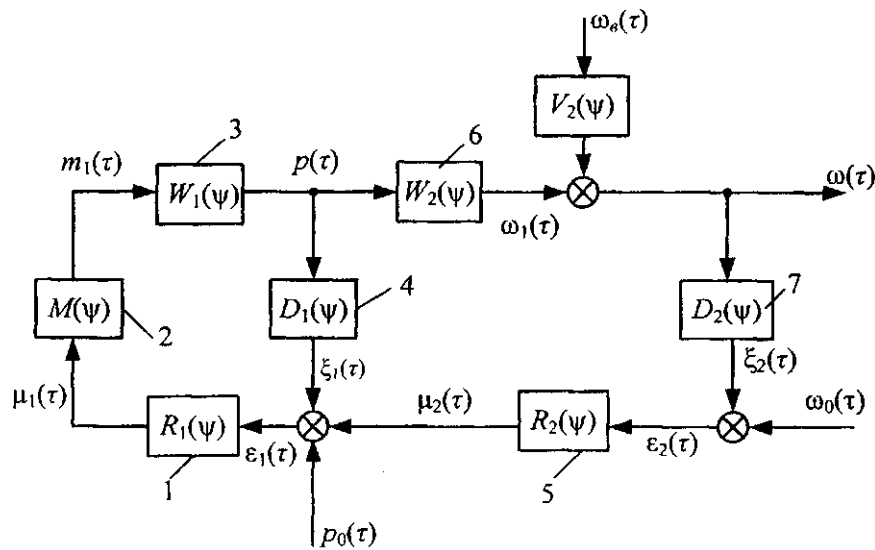 ωв(τ)
V₂(ψ)
3
6
m₁(τ)
p(τ)
W₁(ψ)
W₂(ψ)
ω(τ)
ω₁(τ)
M(ψ)
2
D₁(ψ)
4
D₂(ψ)
7
ξ₁(τ)
ξ₂(τ)
μ₁(τ)
μ₂(τ)
ω₀(τ)
R₁(ψ)
ε₁(τ)
R₂(ψ)
ε₂(τ)
1
5
p₀(τ)